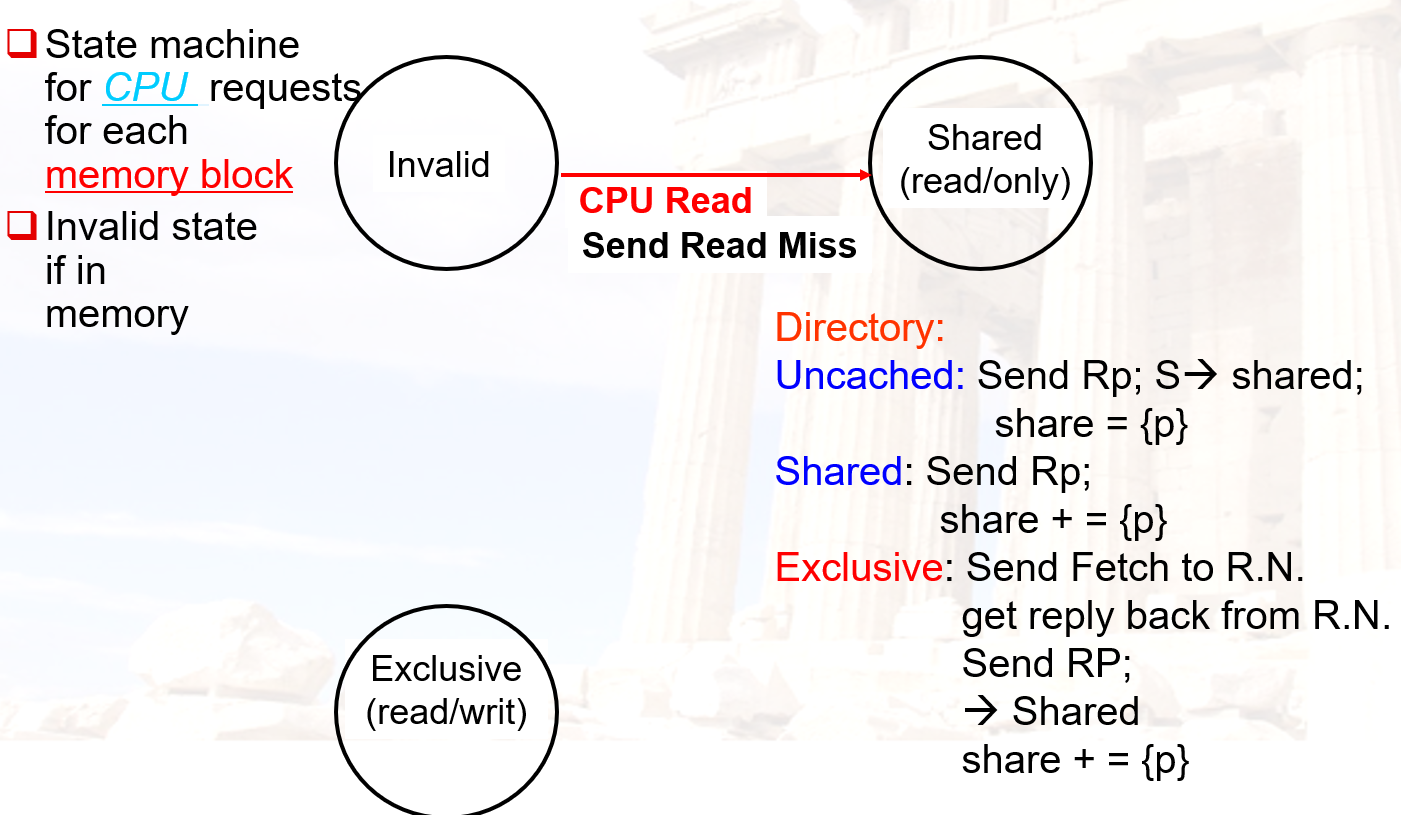 State machine
for CPU requests
for each
memory block
Invalid state
if in
memory
Invalid
Shared
(read/only)
CPU Read
Send Read Miss
Directory:
Uncached: Send Rp; S→ shared;
share = {p}
Shared: Send Rp;
share + = {p}
Exclusive: Send Fetch to R.N.
get reply back from R.N.
Send RP;
→ Shared
share + = {p}
Exclusive
(read/writ)